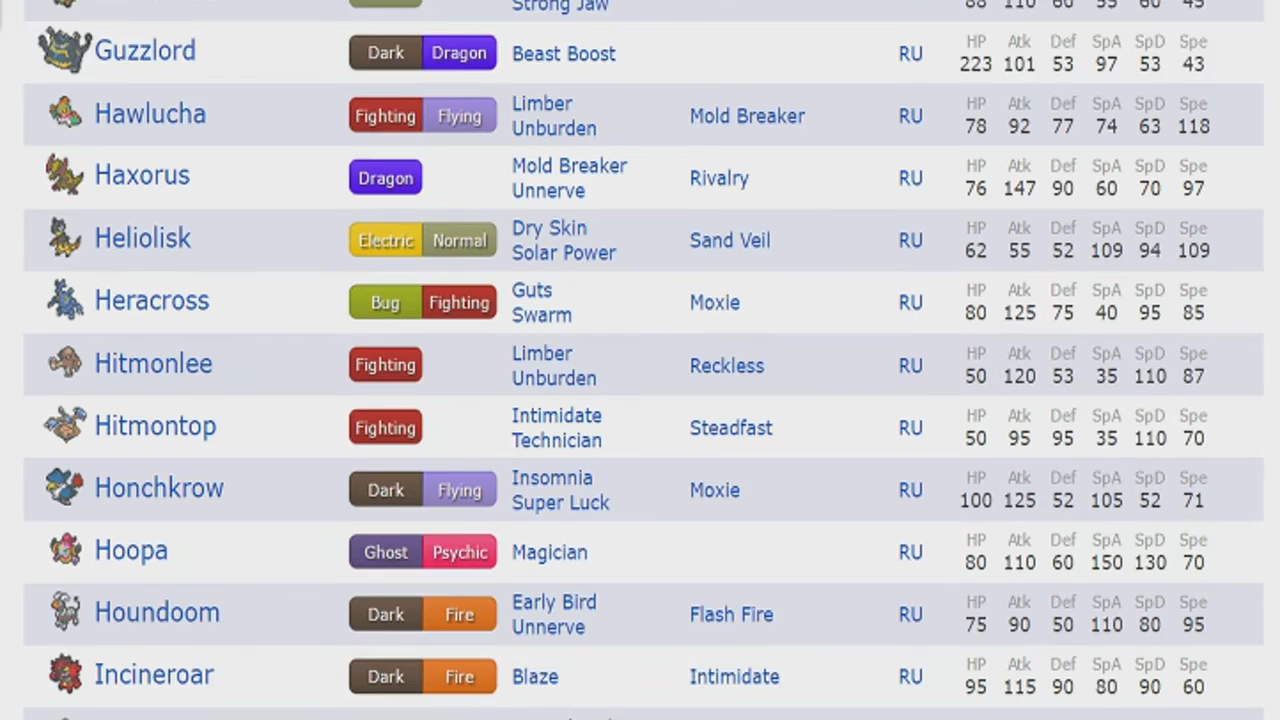 Strong Jaw 88 110 60 55 60 45
Guzzlord Dark Dragon Beast Boost RU HP 223 Atk 101 Def 53 SpA 97 SpD 53 Spe 43
Hawlucha Fighting Flying Limber Unburden Mold Breaker RU HP 78 Atk 92 Def 77 SpA 74 SpD 63 Spe 118
Haxorus Dragon Mold Breaker Unnerve Rivalry RU HP 76 Atk 147 Def 90 SpA 60 SpD 70 Spe 97
Heliolisk Electric Normal Dry Skin Solar Power Sand Veil RU HP 62 Atk 55 Def 52 SpA 109 SpD 94 Spe 109
Heracross Bug Fighting Guts Swarm Moxie RU HP 80 Atk 125 Def 75 SpA 40 SpD 95 Spe 85
Hitmonlee Fighting Limber Unburden Reckless RU HP 50 Atk 120 Def 53 SpA 35 SpD 110 Spe 87
Hitmontop Fighting Intimidate Technician Steadfast RU HP 50 Atk 95 Def 95 SpA 35 SpD 110 Spe 70
Honchkrow Dark Flying Insomnia Super Luck Moxie RU HP 100 Atk 125 Def 52 SpA 105 SpD 52 Spe 71
Hoopa Ghost Psychic Magician RU HP 80 Atk 110 Def 60 SpA 150 SpD 130 Spe 70
Houndoom Dark Fire Early Bird Unnerve Flash Fire RU HP 75 Atk 90 Def 50 SpA 110 SpD 80 Spe 95
Incineroar Dark Fire Blaze Intimidate RU HP 95 Atk 115 Def 90 SpA 80 SpD 90 Spe 60